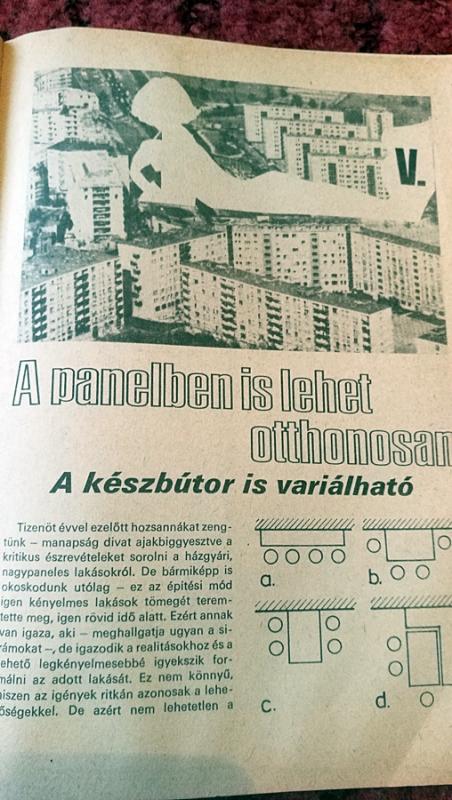 V.
A panelben is lehet
otthonosan
A készbútor is variálható
Tizenöt évvel ezelőtt hozsannákat zeng-
tünk – manapság divat ajakbiggyesztve a
kritikus észrevételeket sorolni a házgyári,
nagypaneles lakásokról. De bármiképp is
okoskodunk utólag – ez az építési mód
igen kényelmes lakások tömegét terem-
tette meg, igen rövid idő alatt. Ezért annak
van igaza, aki – meghallgatja ugyan a si-
rámokat –, de igazodik a realitásokhoz és a
lehető legkényelmesebbé igyekszik for-
málni az adott lakását. Ez nem könnyű,
hiszen az igények ritkán azonosak a lehe-
tőségekkel. De azért nem lehetetlen a
a.
b.
c.
d.